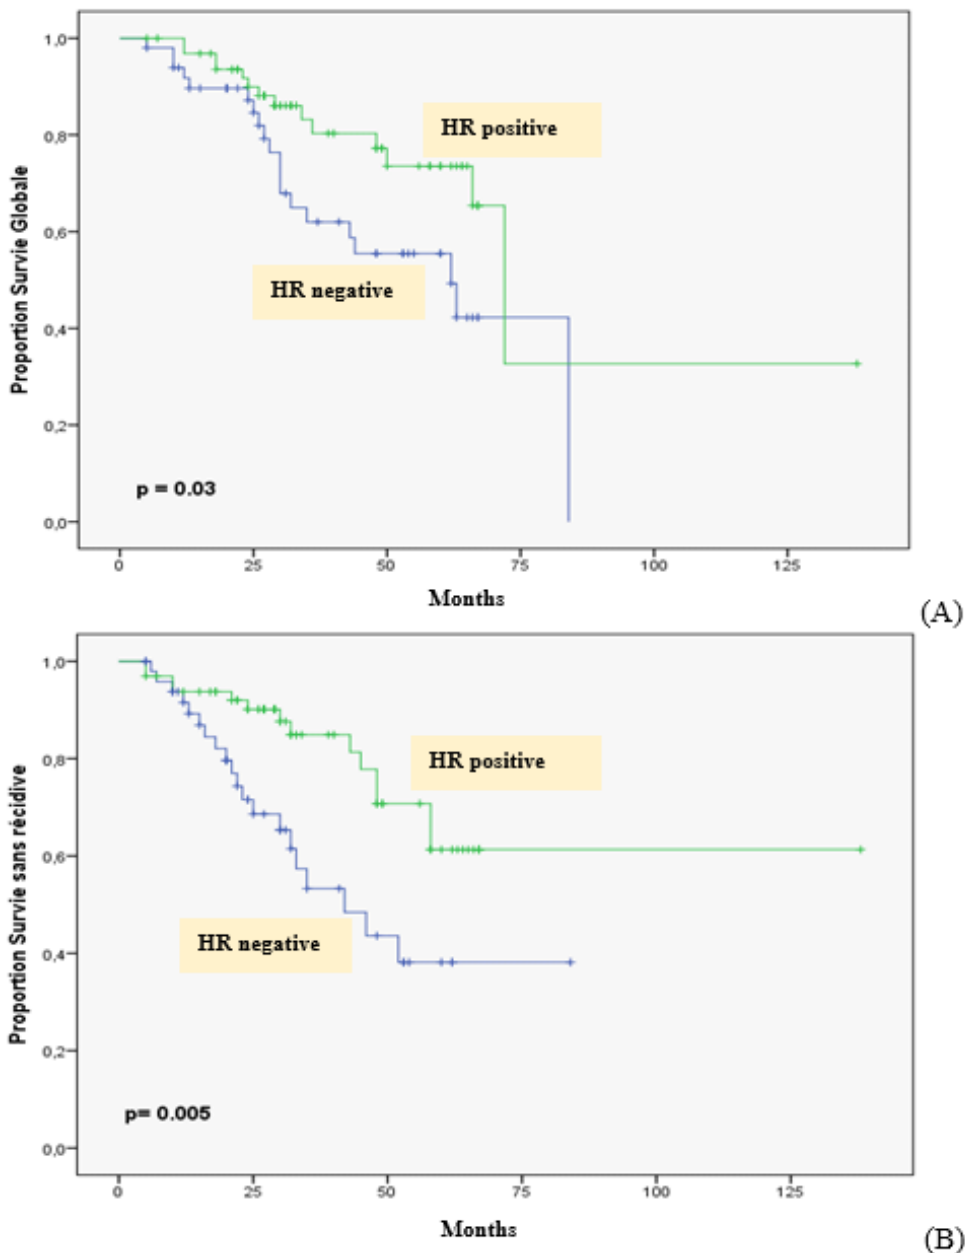 Proportion Survie Globale
1,0
0,8
0,6
0,4
0,2
0,0
HR positive
HR negative
p = 0.03
0 25 50 75 100 125
Months
(A)
Proportion Survie sans récidive
1,0
0,8
0,6
0,4
0,2
0,0
HR positive
HR negative
p= 0.005
0 25 50 75 100 125
Months
(B)